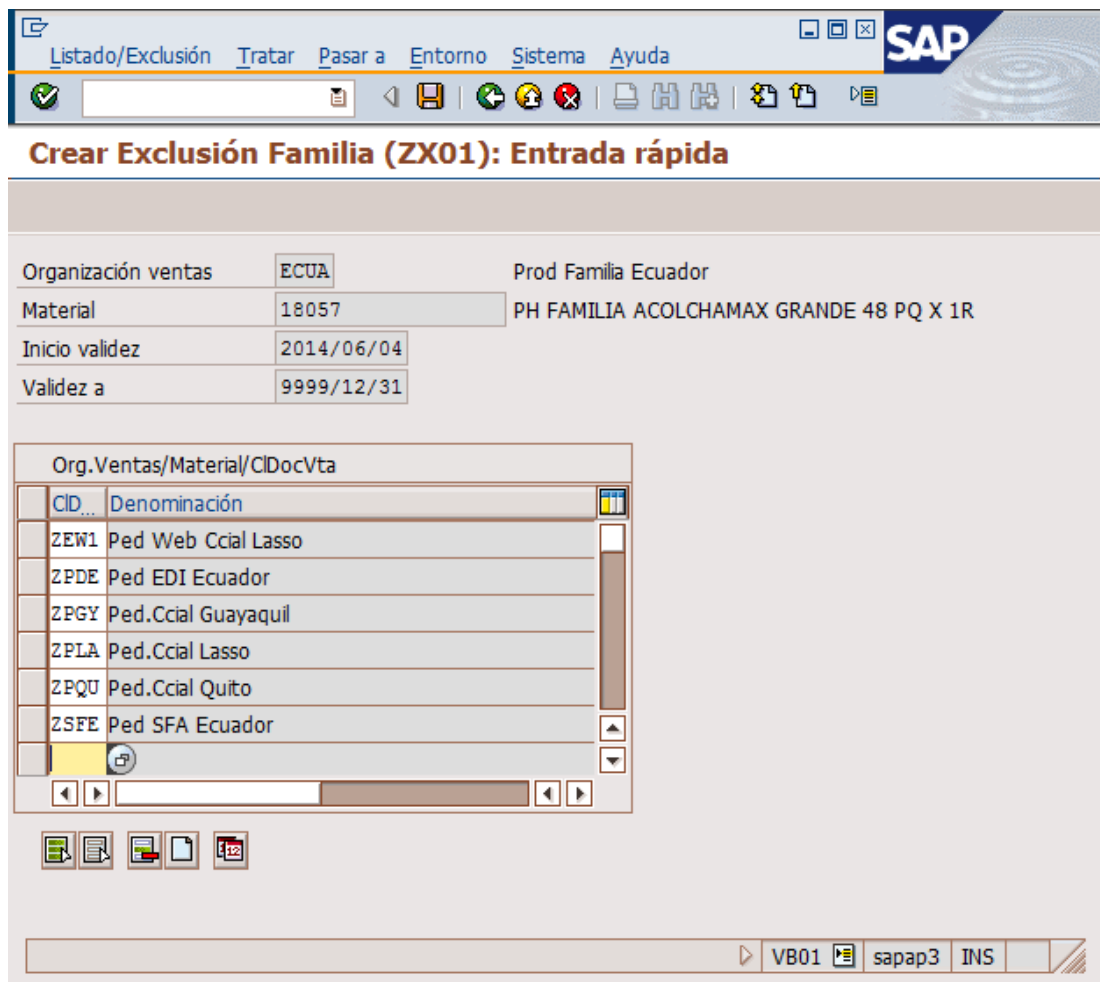 Listado/Exclusión Tratar Pasar a Entorno Sistema Ayuda
SAP
Crear Exclusión Familia (ZX01): Entrada rápida
Organización ventas ECUA Prod Familia Ecuador
Material 18057 PH FAMILIA ACOLCHAMAX GRANDE 48 PQ X 1R
Inicio validez 2014/06/04
Validez a 9999/12/31
Org.Ventas/Material/ClDocVta
ClD... Denominación
ZEW1 Ped Web Ccial Lasso
ZPDE Ped EDI Ecuador
ZPGY Ped.Ccial Guayaquil
ZPLA Ped.Ccial Lasso
ZPQU Ped.Ccial Quito
ZSFE Ped SFA Ecuador
12
VB01 sapap3 INS